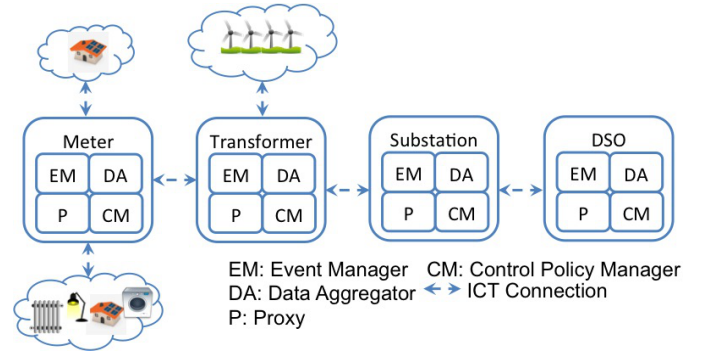 Meter
EM DA
P CM
Transformer
EM DA
P CM
Substation
EM DA
P CM
DSO
EM DA
P CM
EM: Event Manager CM: Control Policy Manager
DA: Data Aggregator ICT Connection
P: Proxy